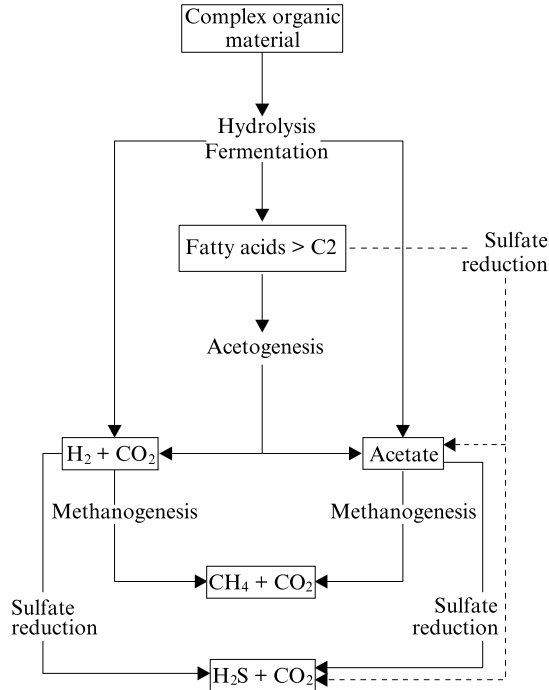 Complex organic
material
Hydrolysis
Fermentation
Fatty acids > C2
Sulfate
reduction
Acetogenesis
H₂ + CO₂
Acetate
Methanogenesis
Methanogenesis
CH₄ + CO₂
Sulfate
reduction
Sulfate
reduction
H₂S + CO₂